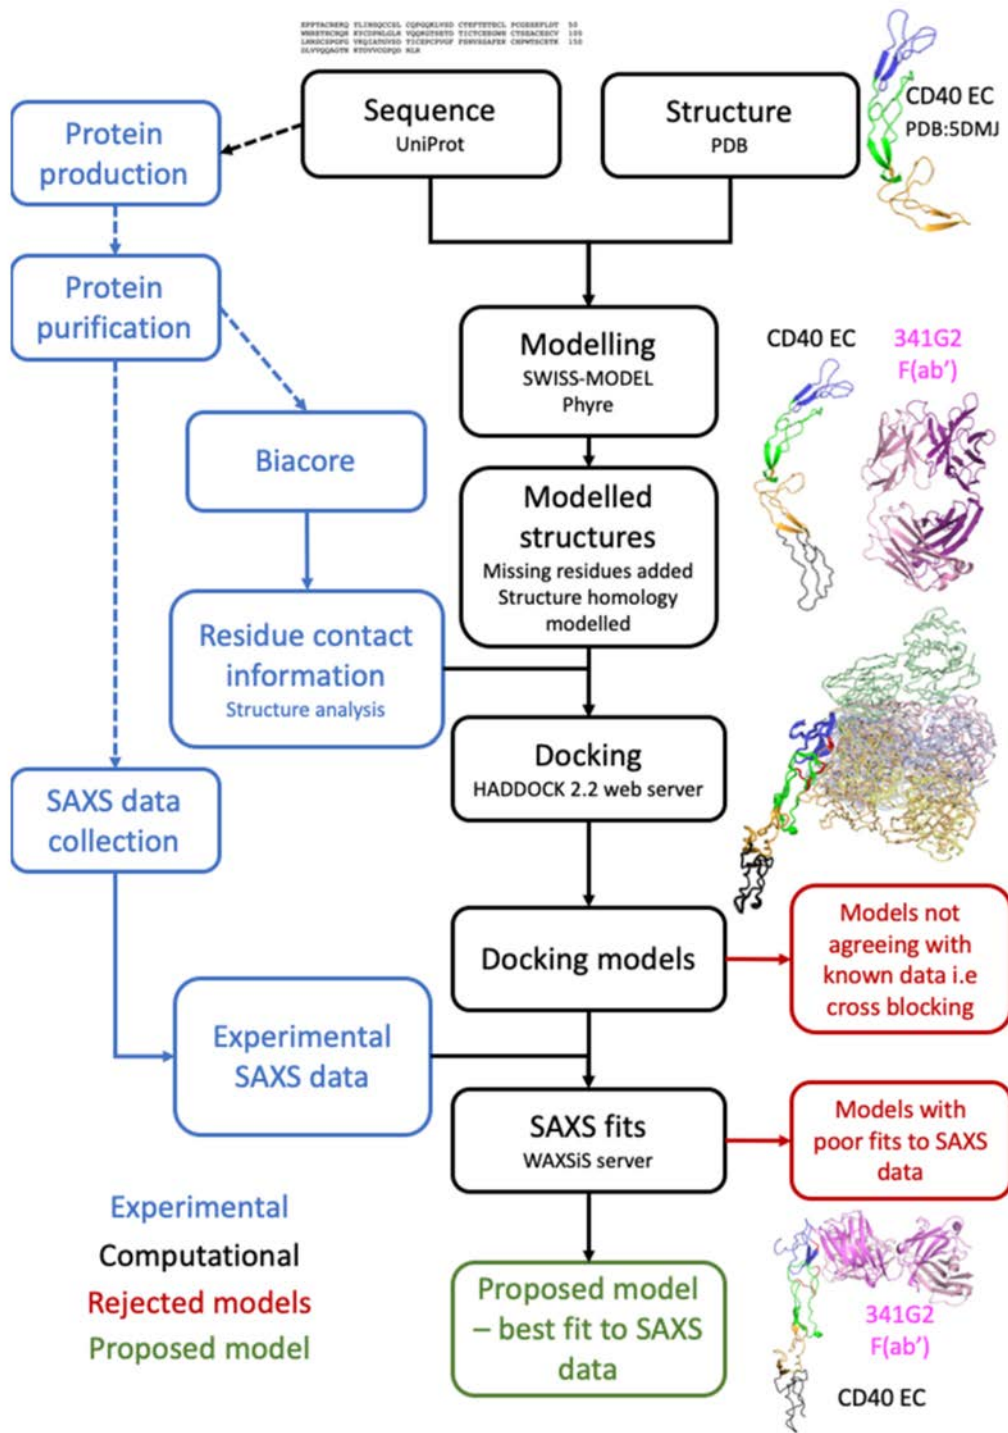 Sequence
UniProt
Structure
PDB
CD40 EC
PDB:5DMJ
Protein
production
Protein
purification
Modelling
SWISS-MODEL
Phyre
CD40 EC
341G2
F(ab’)
Biacore
Modelled
structures
Missing residues added
Structure homology
modelled
Residue contact
information
Structure analysis
Docking
HADDOCK 2.2 web server
SAXS data
collection
Docking models
Models not
agreeing with
known data i.e
cross blocking
Experimental
SAXS data
SAXS fits
WAXSiS server
Models with
poor fits to SAXS
data
Experimental
Computational
Rejected models
Proposed model
Proposed model
– best fit to SAXS
data
341G2
F(ab’)
CD40 EC